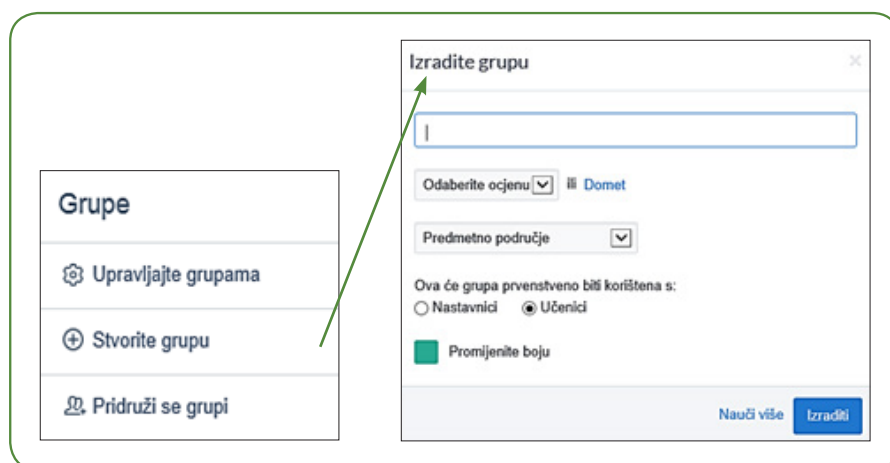 Grupe
Upravljajte grupama
Stvorite grupu
Pridruži se grupi
Izradite grupu
Odaberite ocjenu ili Domet
Predmetno područje
Ova će grupa prvenstveno biti korištena s:
Nastavnici Učenici
Promijenite boju
Nauči više Izraditi